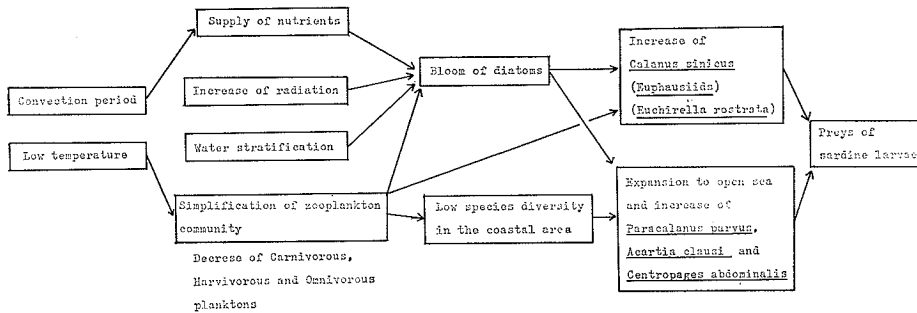 Supply of nutrients
Convection period
Increase of radiation
Water stratification
Low temperature
Simplification of zooplankton
community
Decrese of Carnivorous,
Harvivorous and Omnivorous
planktons
Bloom of diatoms
Low species diversity
in the coastal area
Increase of
Calanus sinicus
(Euphausiids)
(Euchirella rostrata)
Expansion to open sea
and increase of
Paracalanus parvus,
Acartia clausi and
Centropages abdominalis
Preys of
sardine larvae